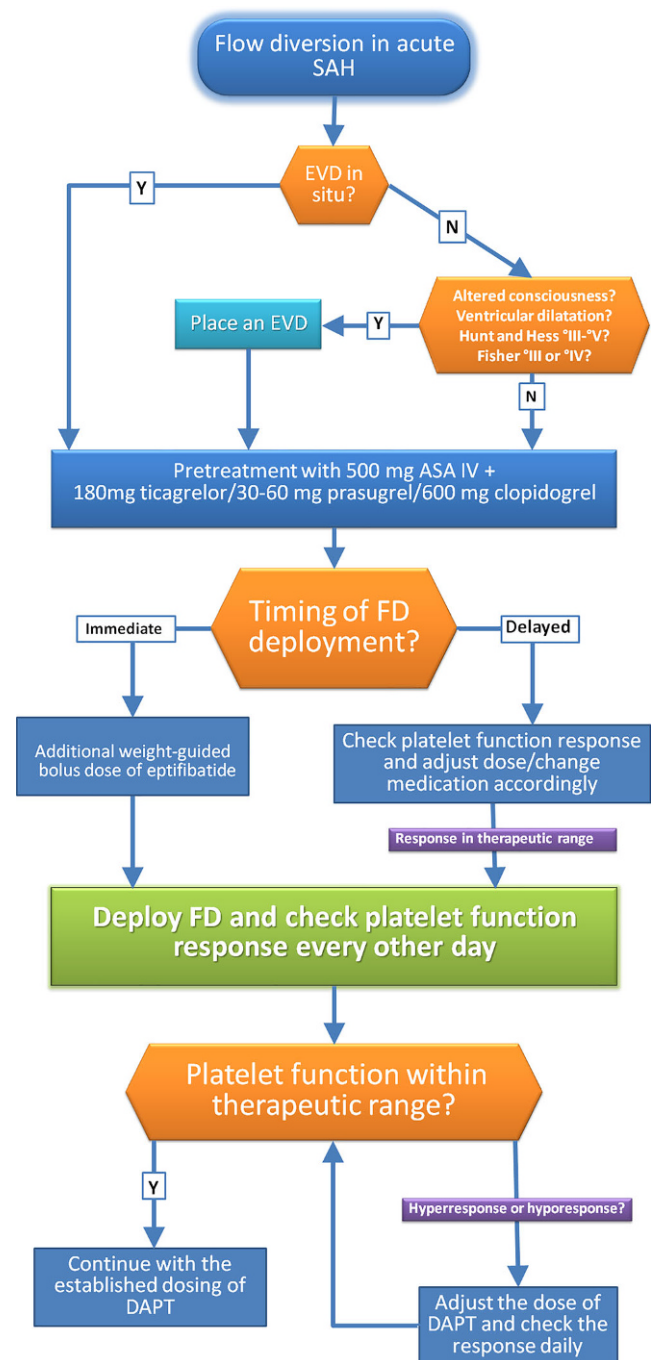 Flow diversion in acute
SAH
EVD in
situ?
Y
N
Altered consciousness?
Ventricular dilatation?
Hunt and Hess °III-°V?
Fisher °III or °IV?
Y
Place an EVD
N
Pretreatment with 500 mg ASA IV +
180mg ticagrelor/30-60 mg prasugrel/600 mg clopidogrel
Timing of FD
deployment?
Immediate
Delayed
Additional weight-guided
bolus dose of eptifibatide
Check platelet function response
and adjust dose/change
medication accordingly
Response in therapeutic range
Deploy FD and check platelet function
response every other day
Platelet function within
therapeutic range?
Y
Hyperresponse or hyporesponse?
Continue with the
established dosing of
DAPT
Adjust the dose of
DAPT and check the
response daily